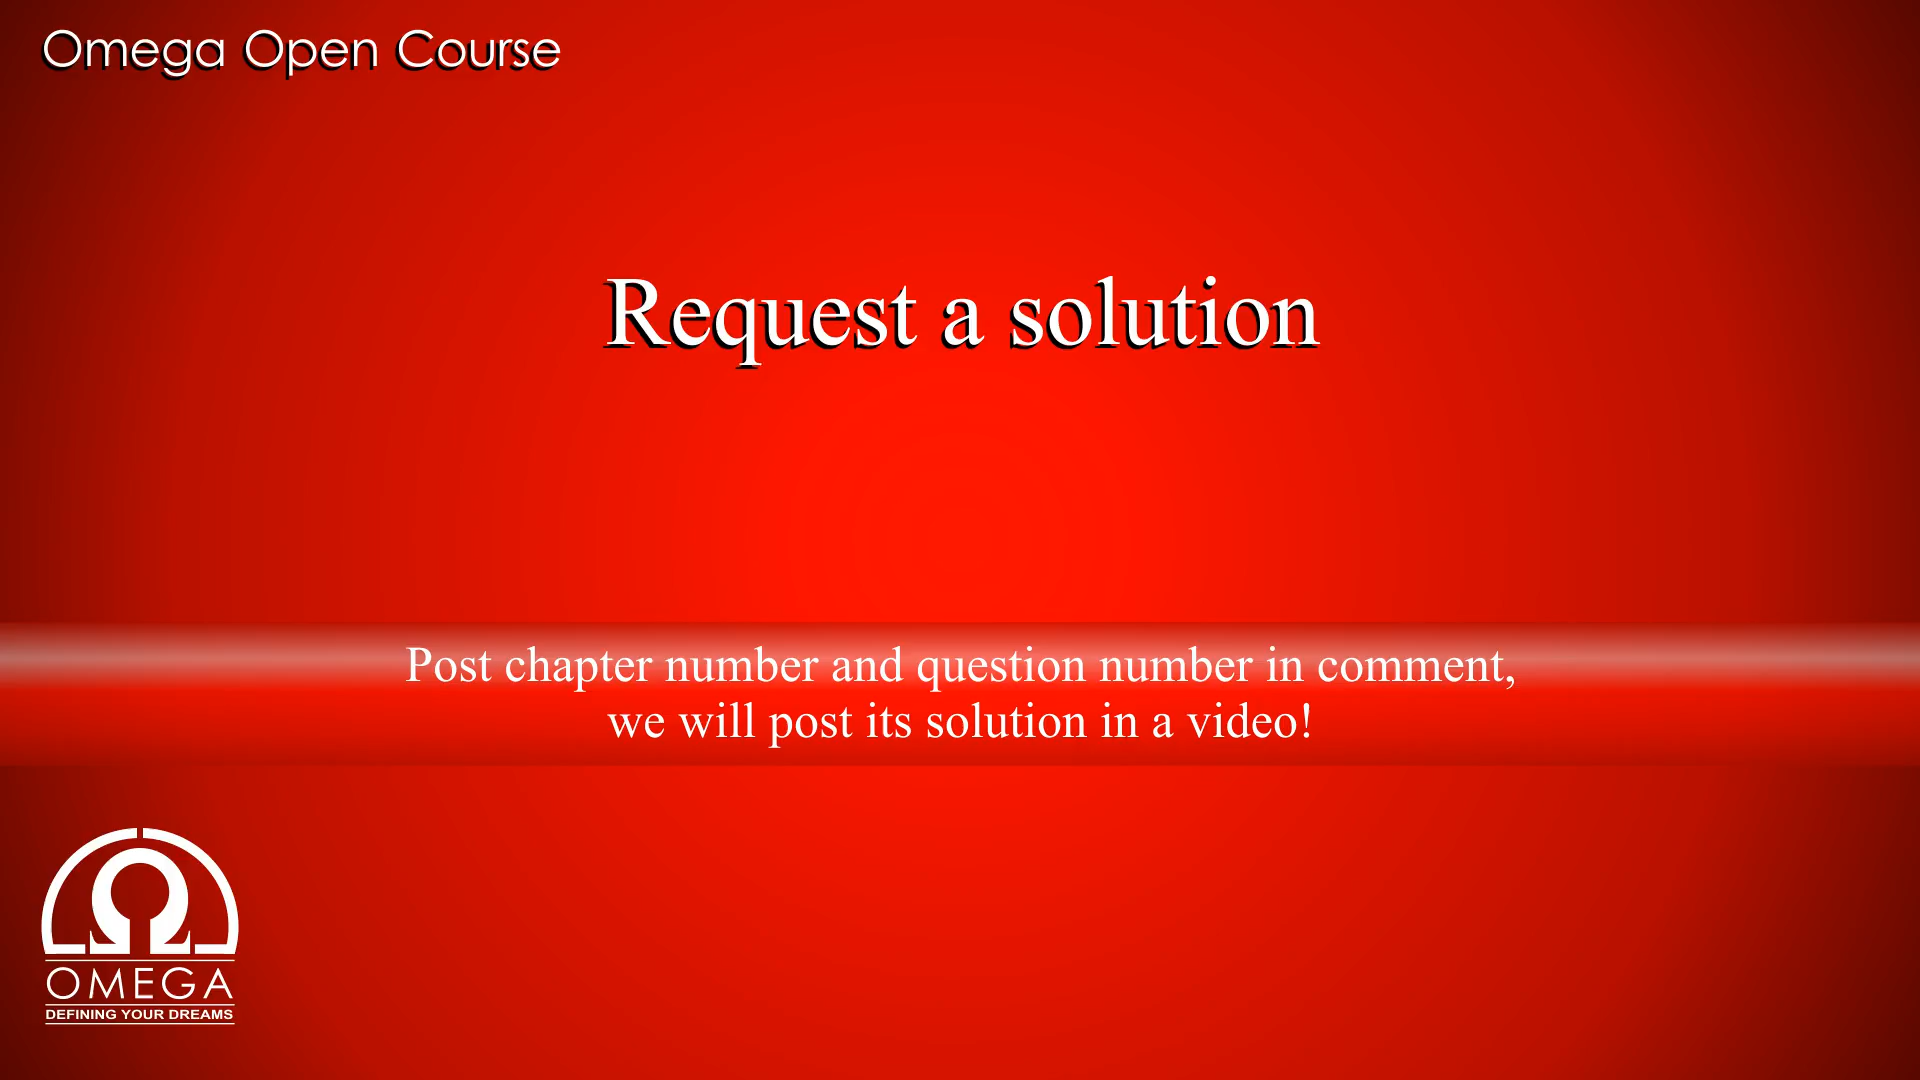 Omega Open Course
Request a solution
Post chapter number and question number in comment,
we will post its solution in a video!
OMEGA
DEFINING YOUR DREAMS